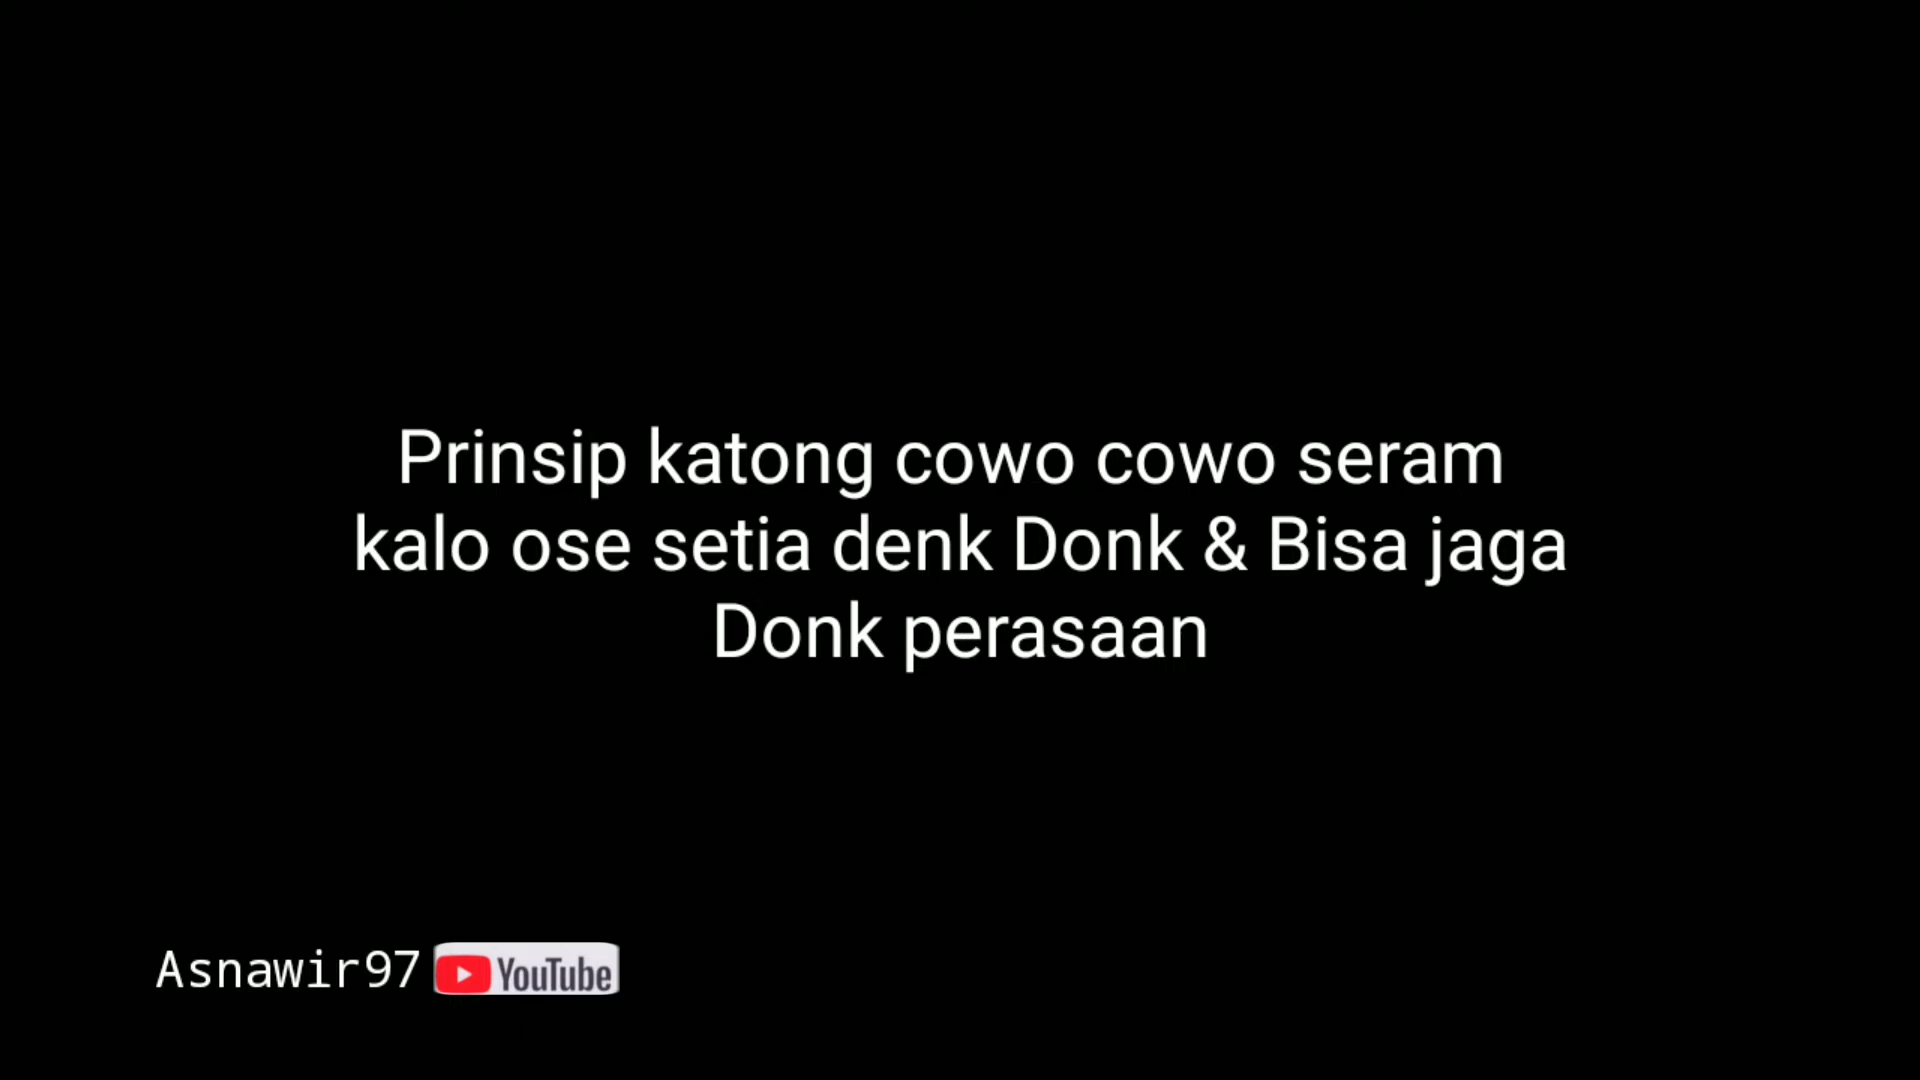 Prinsip katong cowo cowo seram
kalo ose setia denk Donk & Bisa jaga
Donk perasaan
Asnawir97 YouTube